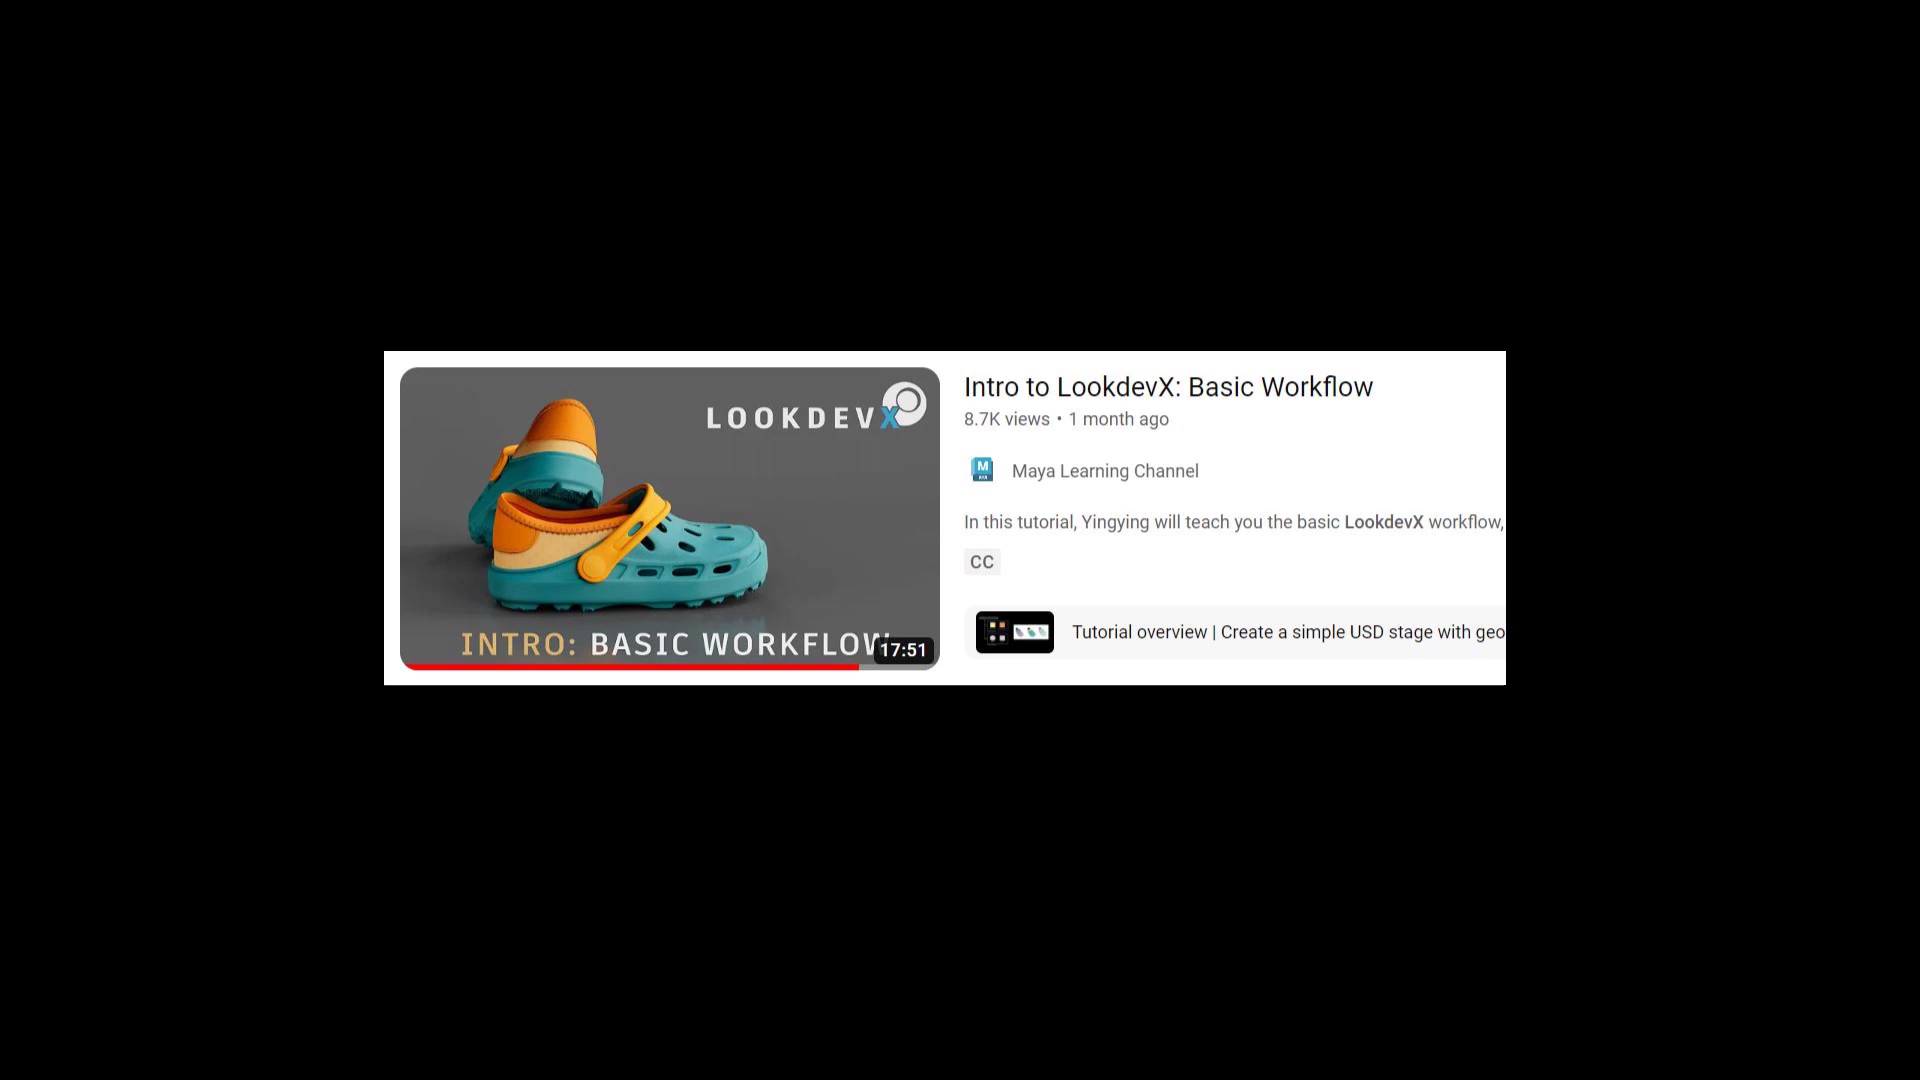 LOOKDEVX
INTRO: BASIC WORKFLOW
17:51
Intro to LookdevX: Basic Workflow
8.7K views • 1 month ago
M
Maya Learning Channel
In this tutorial, Yingying will teach you the basic LookdevX workflow,
CC
Tutorial overview | Create a simple USD stage with geo